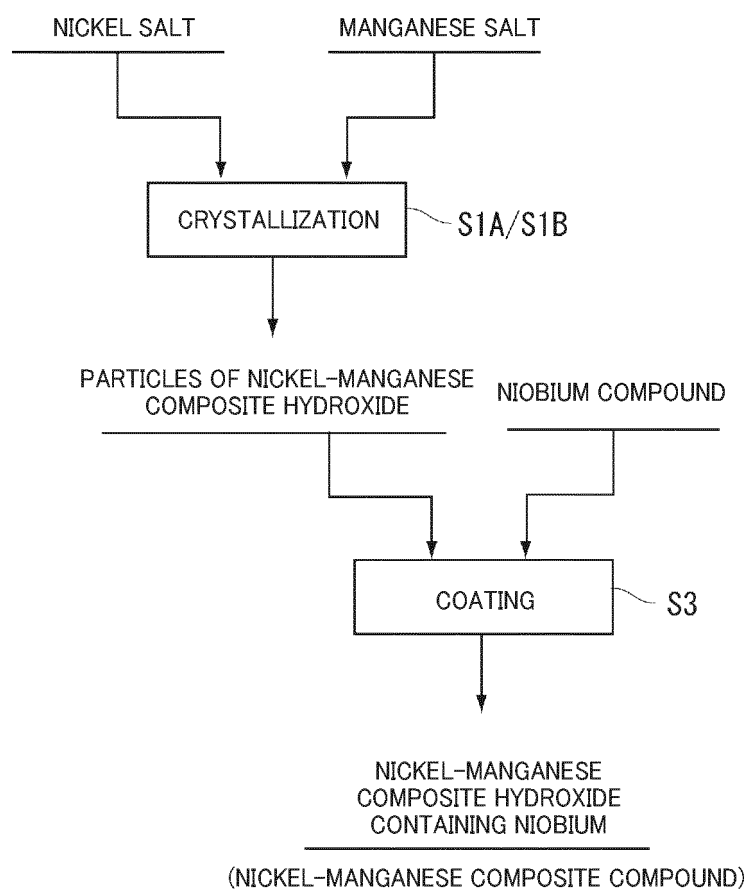 NICKEL SALT
MANGANESE SALT
CRYSTALLIZATION
S1A/S1B
PARTICLES OF NICKEL-MANGANESE
COMPOSITE HYDROXIDE
NIOBIUM COMPOUND
COATING
S3
NICKEL-MANGANESE
COMPOSITE HYDROXIDE
CONTAINING NIOBIUM
(NICKEL-MANGANESE COMPOSITE COMPOUND)